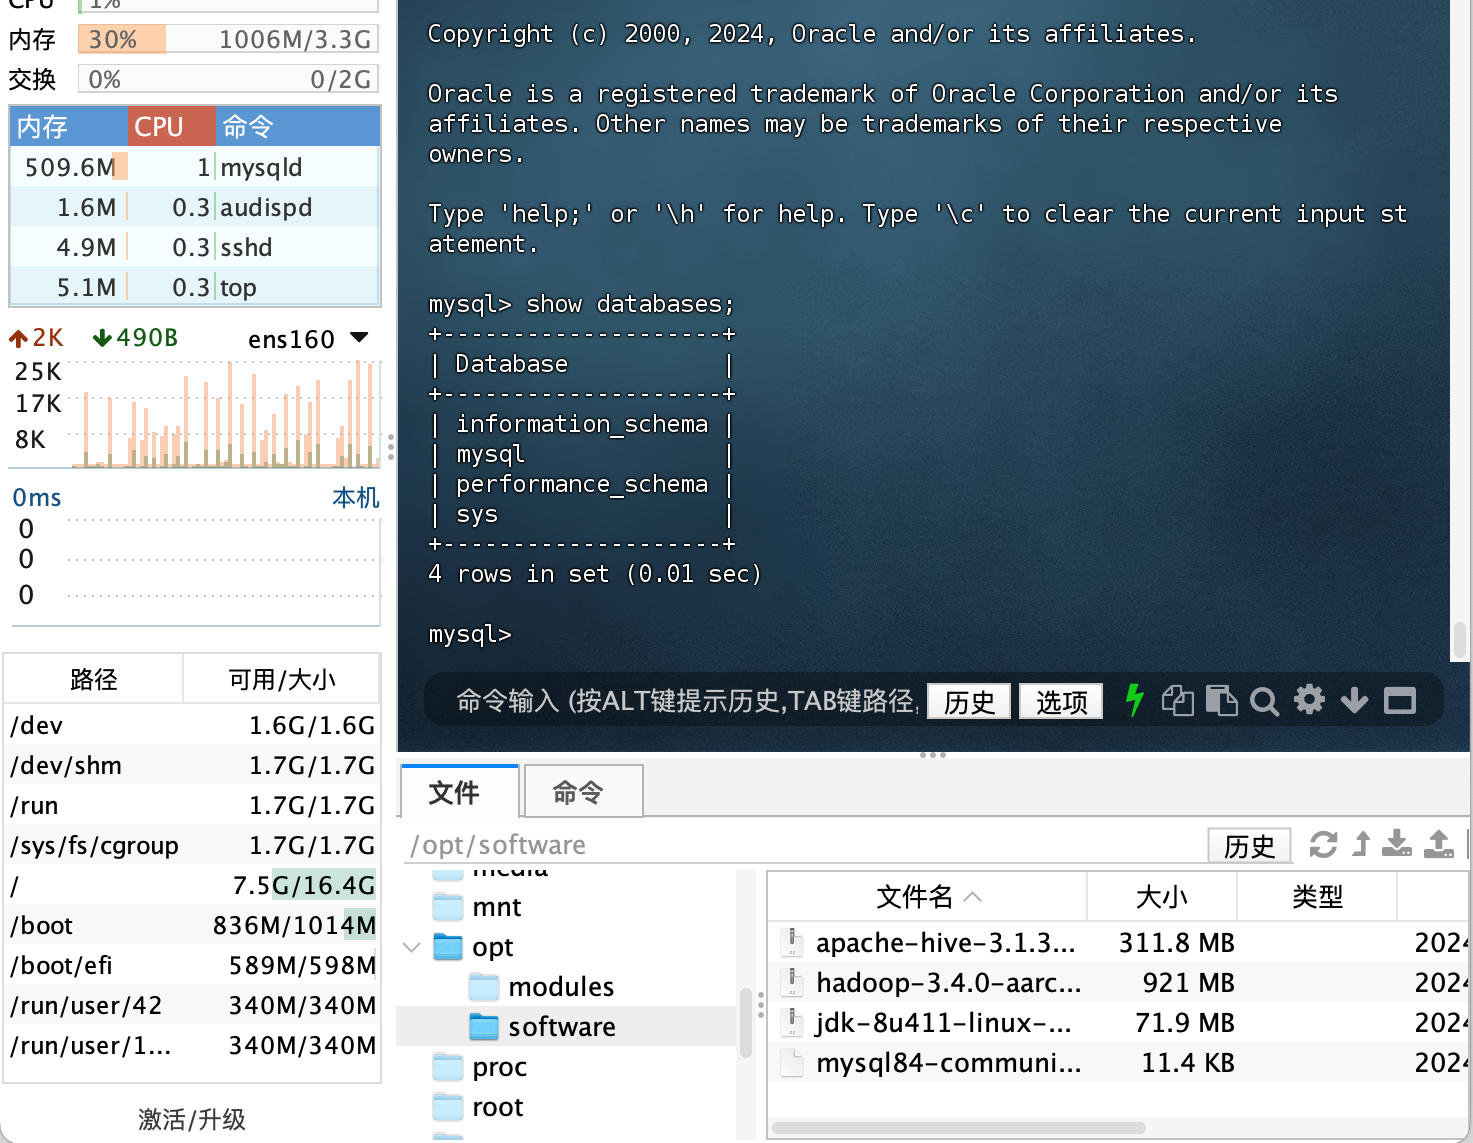 CPU 1%
内存 30% 1006M/3.3G
交换 0% 0/2G
内存 CPU 命令
509.6M 1 mysqld
1.6M 0.3 audispd
4.9M 0.3 sshd
5.1M 0.3 top
2K 490B ens160
25K
17K
8K
0ms 本机
0
0
0
路径 可用/大小
/dev 1.6G/1.6G
/dev/shm 1.7G/1.7G
/run 1.7G/1.7G
/sys/fs/cgroup 1.7G/1.7G
/ 7.5G/16.4G
/boot 836M/1014M
/boot/efi 589M/598M
/run/user/42 340M/340M
/run/user/1... 340M/340M
激活/升级
Copyright (c) 2000, 2024, Oracle and/or its affiliates.
Oracle is a registered trademark of Oracle Corporation and/or its
affiliates. Other names may be trademarks of their respective
owners.
Type 'help;' or '\h' for help. Type '\c' to clear the current input st
atement.
mysql> show databases;
+--------------------+
| Database           |
+--------------------+
| information_schema |
| mysql              |
| performance_schema |
| sys                |
+--------------------+
4 rows in set (0.01 sec)
mysql>
命令输入 (按ALT键提示历史,TAB键路径, 历史 选项
文件 命令
/opt/software 历史
media
mnt
opt
modules
software
proc
root
文件名 大小 类型
apache-hive-3.1.3... 311.8 MB 2024
hadoop-3.4.0-aarc... 921 MB 2024
jdk-8u411-linux-... 71.9 MB 2024
mysql84-communi... 11.4 KB 2024